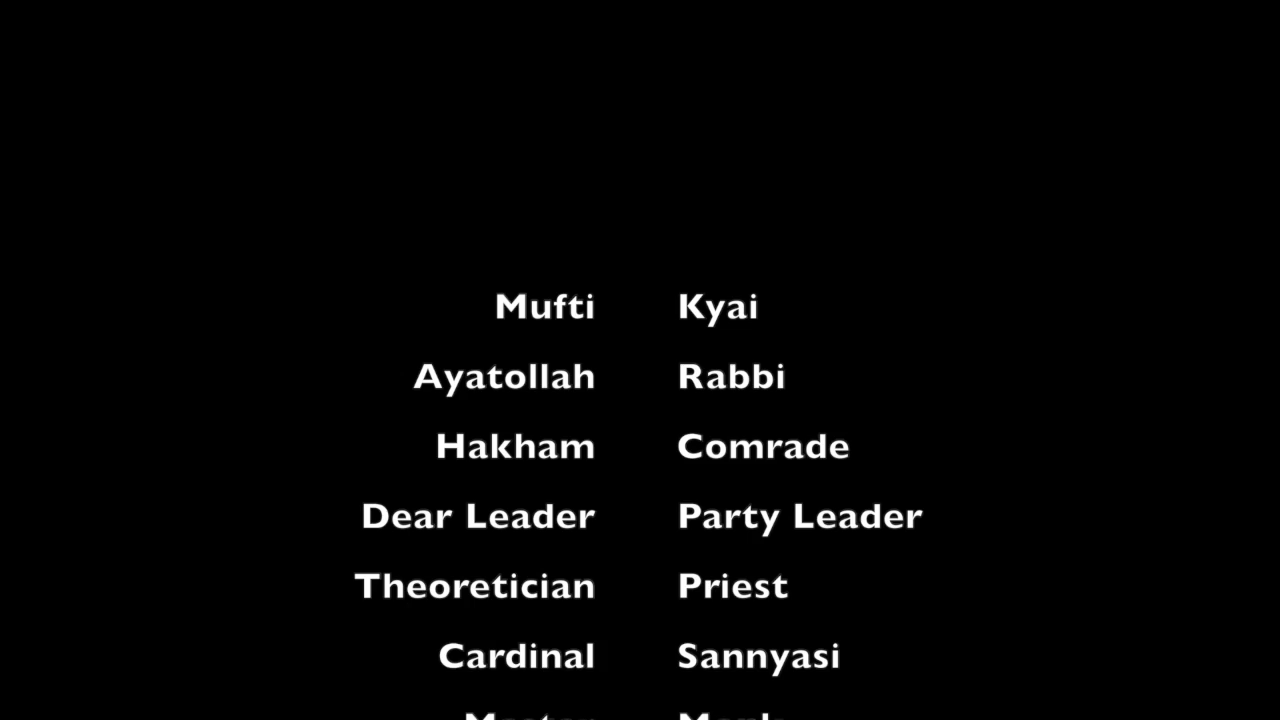 Mufti Kyai
Ayatollah Rabbi
Hakham Comrade
Dear Leader Party Leader
Theoretician Priest
Cardinal Sannyasi